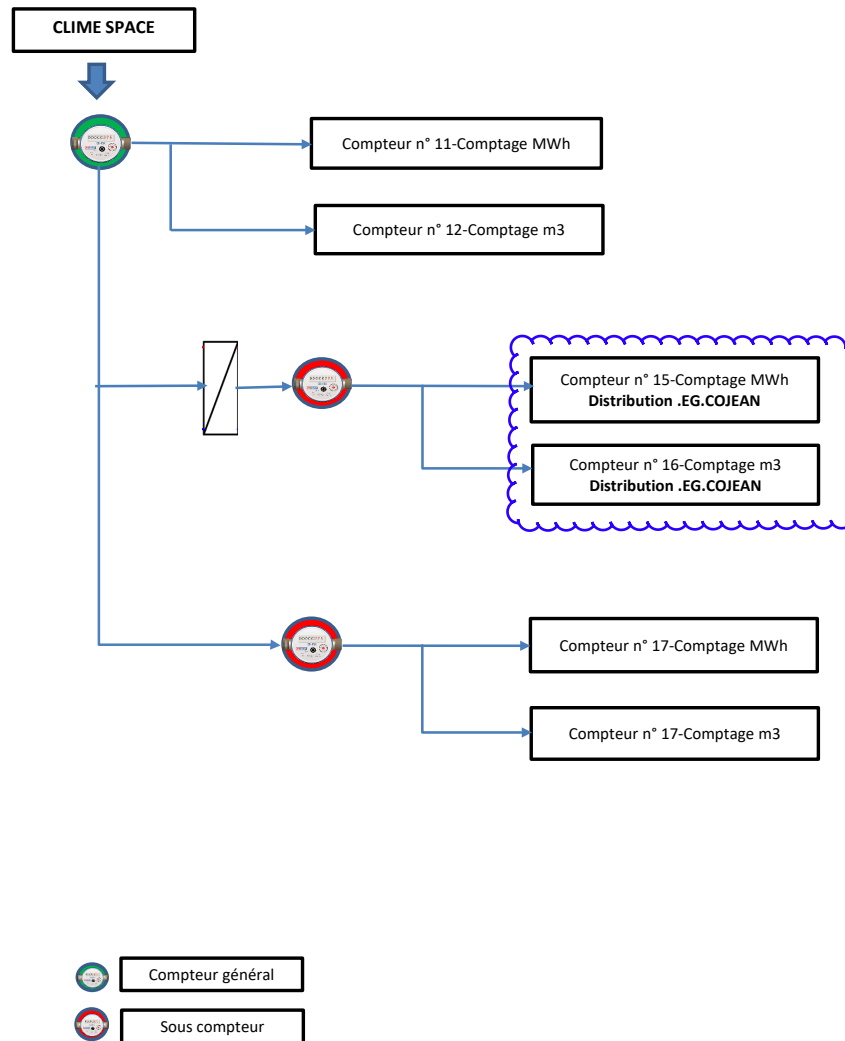 CLIME SPACE
Compteur n° 11-Comptage MWh
Compteur n° 12-Comptage m3
Compteur n° 15-Comptage MWh
Distribution .EG.COJEAN
Compteur n° 16-Comptage m3
Distribution .EG.COJEAN
Compteur n° 17-Comptage MWh
Compteur n° 17-Comptage m3
Compteur général
Sous compteur